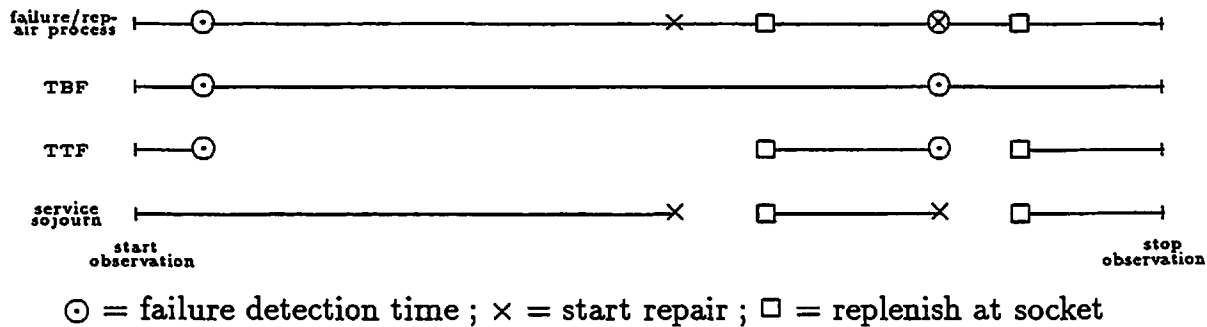 failure/rep-
air process
TBF
TTF
service
sojourn
start
observation
stop
observation
⊙ = failure detection time ; × = start repair ; □ = replenish at socket